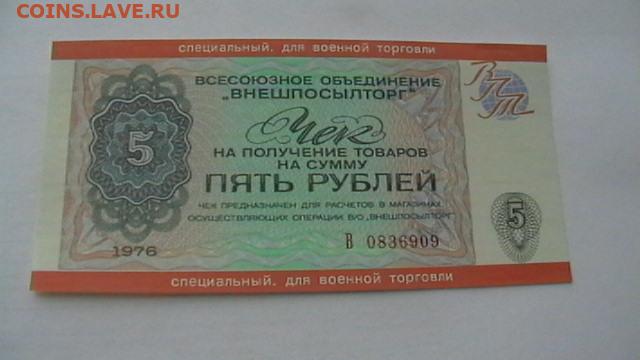 COINS.LAVE.RU
специальный. для военной торговли
ВСЕСОЮЗНОЕ ОБЪЕДИНЕНИЕ
„ВНЕШПОСЫЛТОРГ"
ВПТ
Чек
НА ПОЛУЧЕНИЕ ТОВАРОВ
НА СУММУ
5
ПЯТЬ РУБЛЕЙ
ЧЕК ПРЕДНАЗНАЧЕН ДЛЯ РАСЧЕТОВ В МАГАЗИНАХ,
ОСУЩЕСТВЛЯЮЩИХ ОПЕРАЦИИ В/О „ВНЕШПОСЫЛТОРГ"
5
1976
В 0836909
специальный. для военной торговли